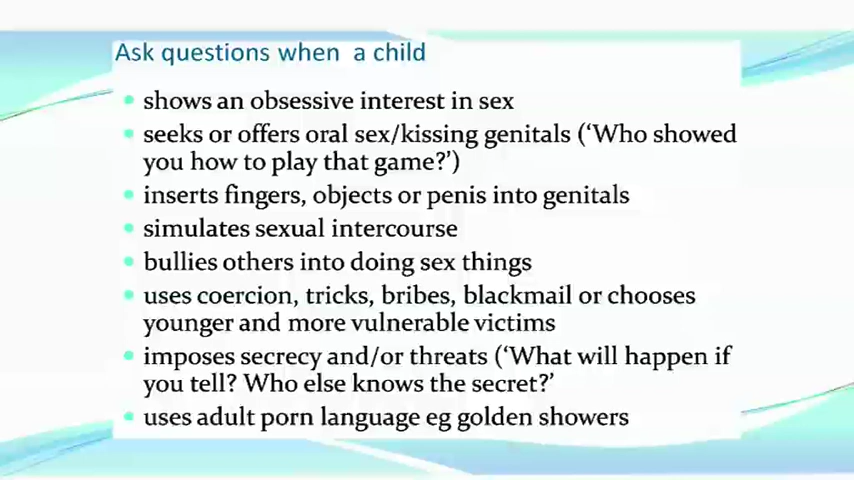 Ask questions when a child
• shows an obsessive interest in sex
• seeks or offers oral sex/kissing genitals (‘Who showed
you how to play that game?’)
• inserts fingers, objects or penis into genitals
• simulates sexual intercourse
• bullies others into doing sex things
• uses coercion, tricks, bribes, blackmail or chooses
younger and more vulnerable victims
• imposes secrecy and/or threats (‘What will happen if
you tell? Who else knows the secret?’
• uses adult porn language eg golden showers